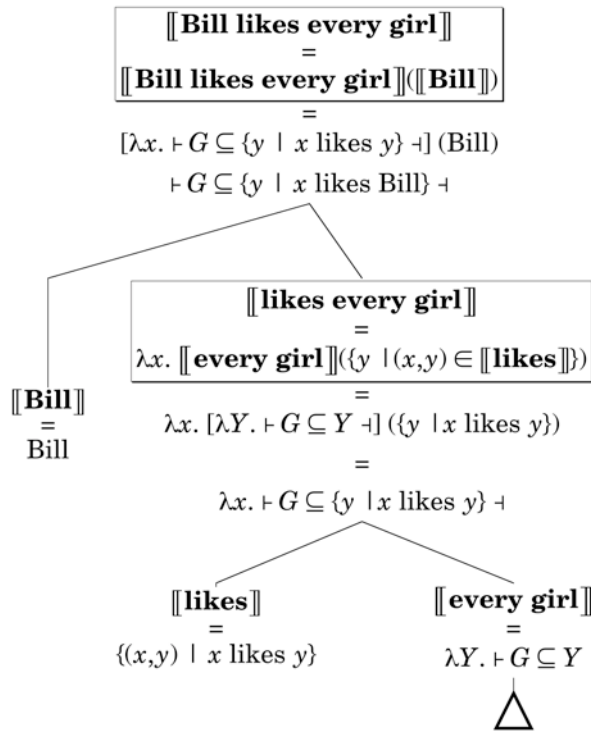 ⟦Bill likes every girl⟧
=
⟦Bill likes every girl⟧(⟦Bill⟧)
=
[λx. ⊢ G ⊆ {y | x likes y} ⊣] (Bill)
⊢ G ⊆ {y | x likes Bill} ⊣
⟦likes every girl⟧
=
λx. ⟦every girl⟧({y |(x,y) ∈ ⟦likes⟧})
=
λx. [λY. ⊢ G ⊆ Y ⊣] ({y |x likes y})
=
λx. ⊢ G ⊆ {y |x likes y} ⊣
⟦Bill⟧
=
Bill
⟦likes⟧
=
{(x,y) | x likes y}
⟦every girl⟧
=
λY. ⊢ G ⊆ Y